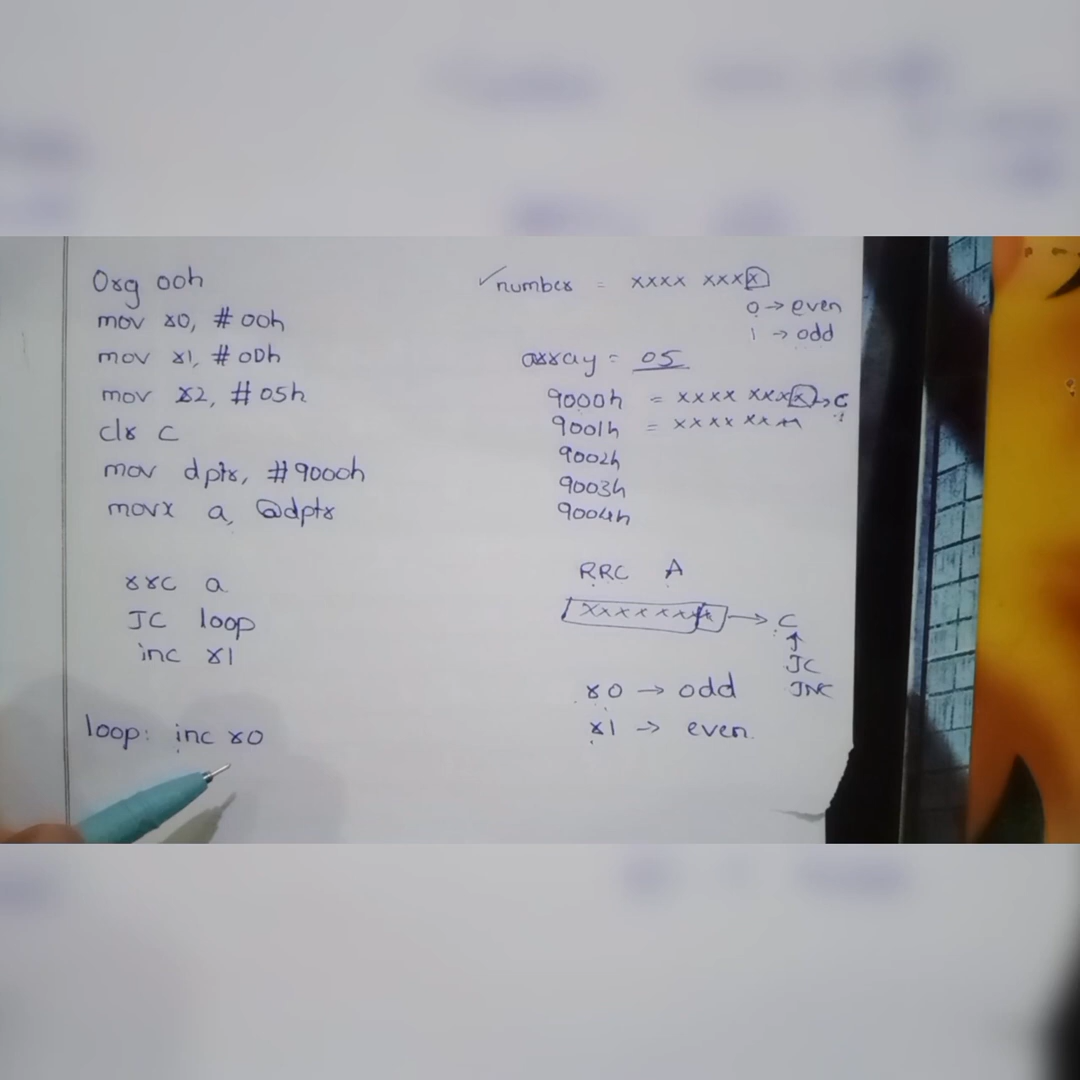 Org 00h
mov r0, #00h
mov r1, #00h
mov r2, #05h
clr C
mov dptr, #9000h
movx a, @dptr
rrc a
JC loop
inc r1
loop: inc r0
✓number = xxxx xxxx
0 → even
1 → odd
array = 05
9000h = xxxx xxxx → C
9001h = xxxx xxxx
9002h
9003h
9004h
RRC A
xxxxxxxx → C
↑
JC
JNC
r0 → odd
r1 → even.